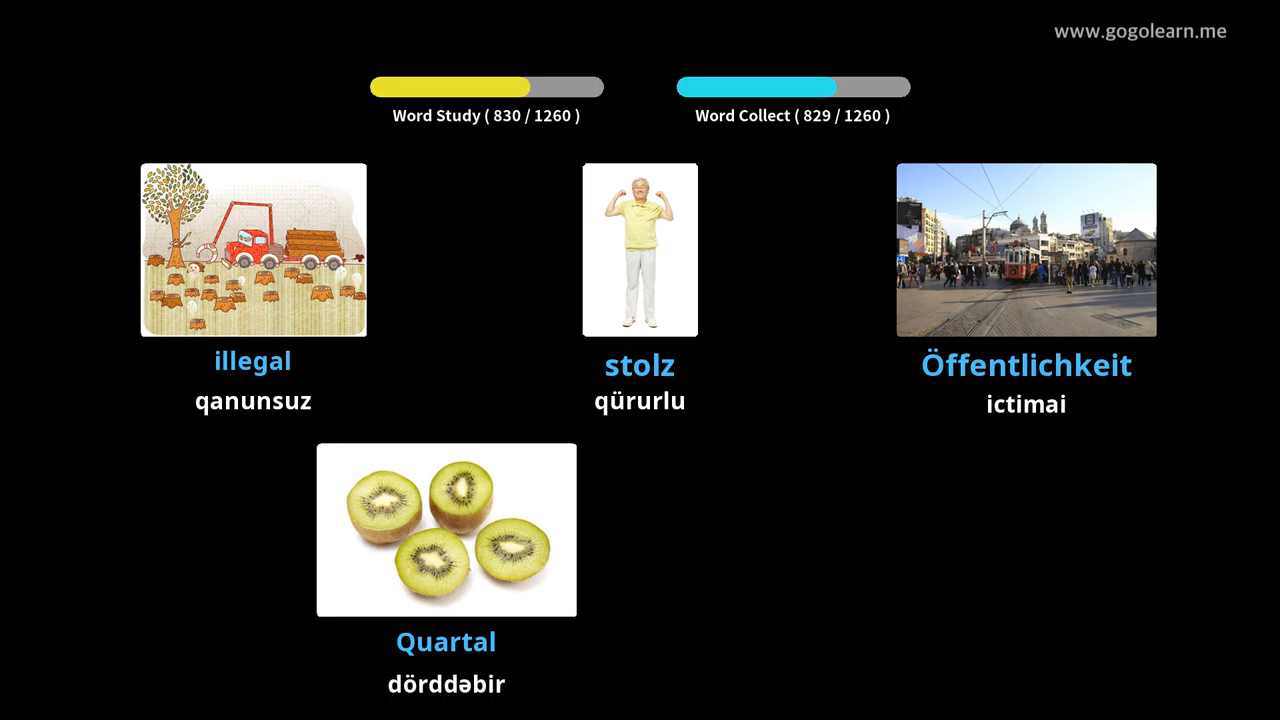 www.gogolearn.me
Word Study ( 830 / 1260 )
Word Collect ( 829 / 1260 )
illegal
qanunsuz
stolz
qürurlu
Öffentlichkeit
ictimai
Quartal
dörddəbir